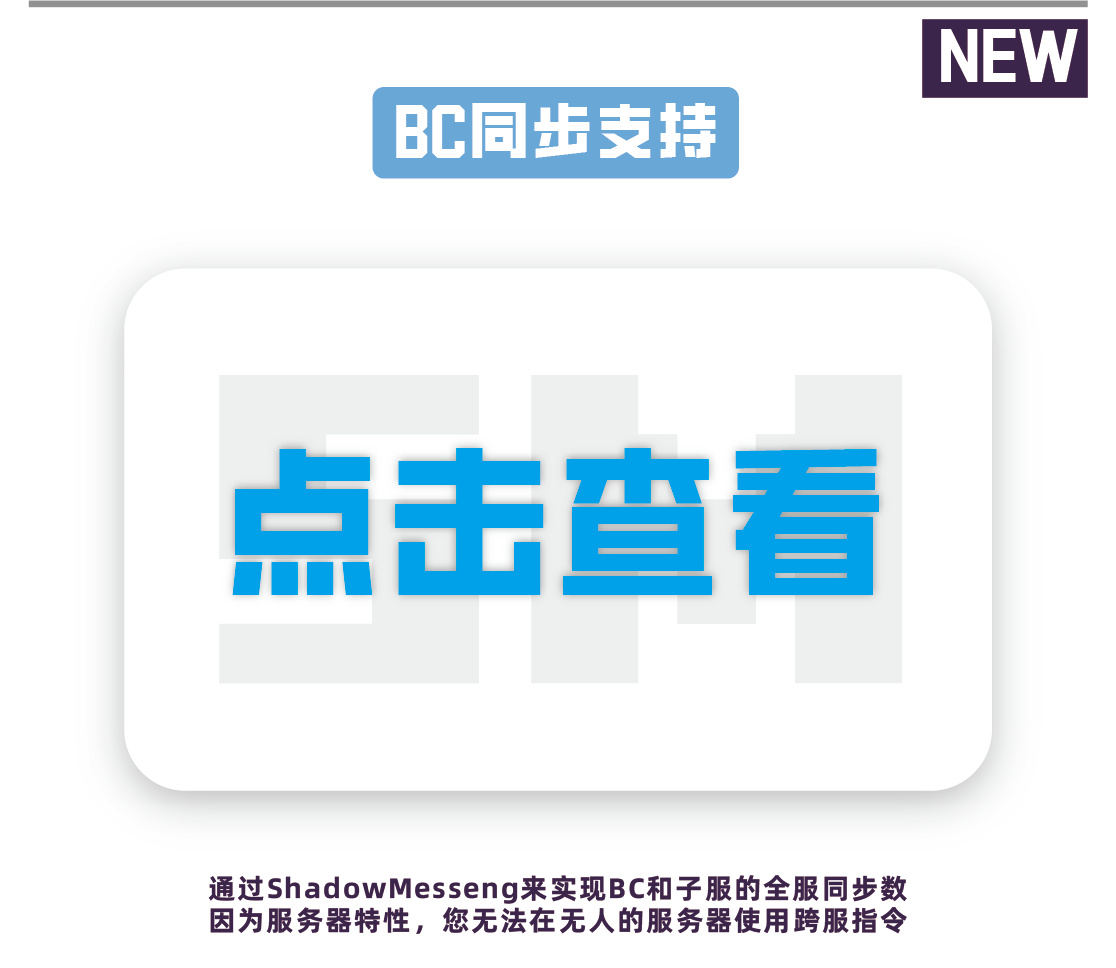 NEW
BC同步支持
SM
点击查看
通过ShadowMesseng来实现BC和子服的全服同步数
因为服务器特性，您无法在无人的服务器使用跨服指令